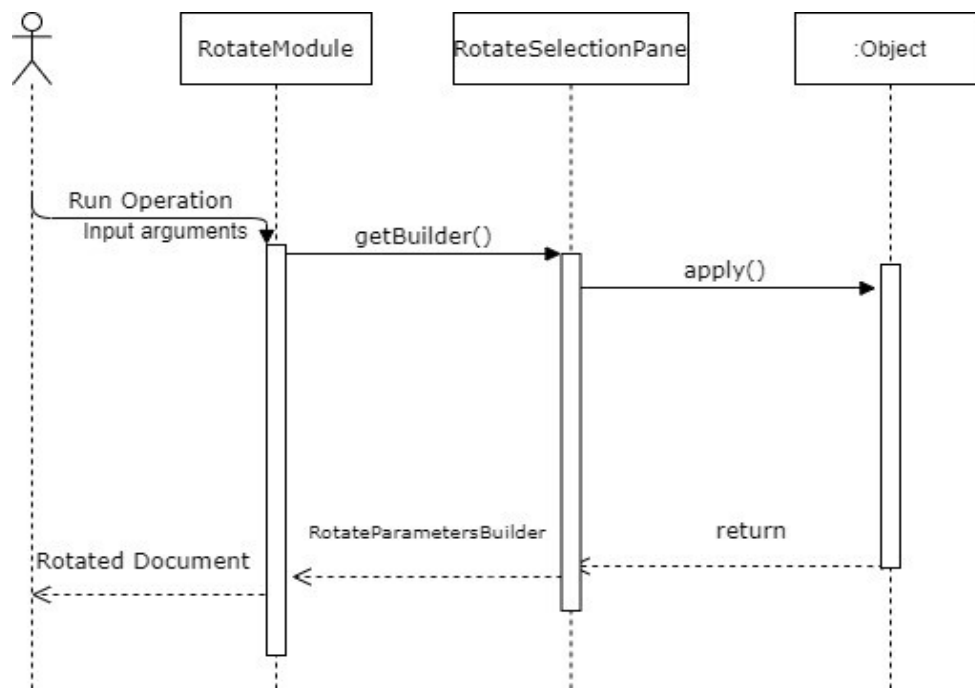 RotateModule
RotateSelectionPane
:Object
Run Operation
Input arguments
getBuilder()
apply()
return
RotateParametersBuilder
Rotated Document